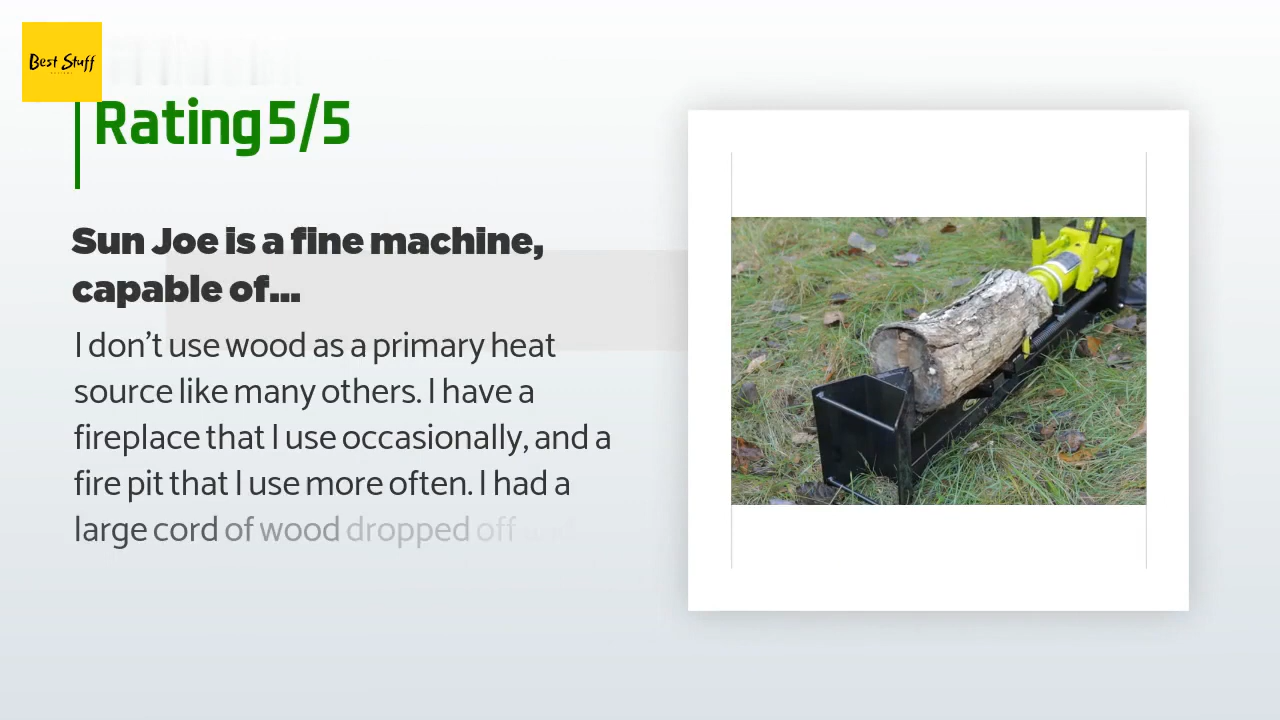 Best Stuff
Rating 5/5
Sun Joe is a fine machine,
capable of...
I don't use wood as a primary heat
source like many others. I have a
fireplace that I use occasionally, and a
fire pit that I use more often. I had a
large cord of wood dropped off and